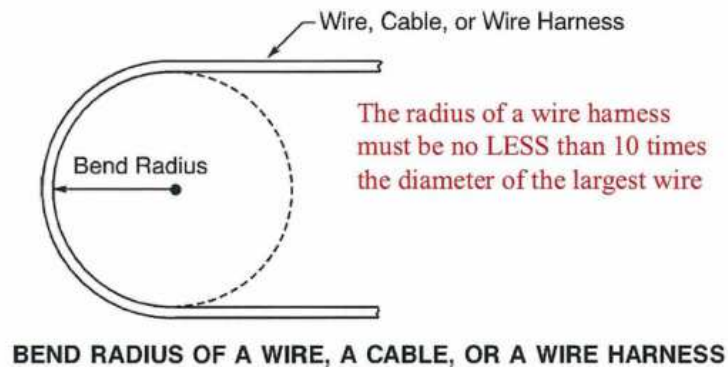 Wire, Cable, or Wire Harness
The radius of a wire harness
must be no LESS than 10 times
the diameter of the largest wire
Bend Radius
BEND RADIUS OF A WIRE, A CABLE, OR A WIRE HARNESS